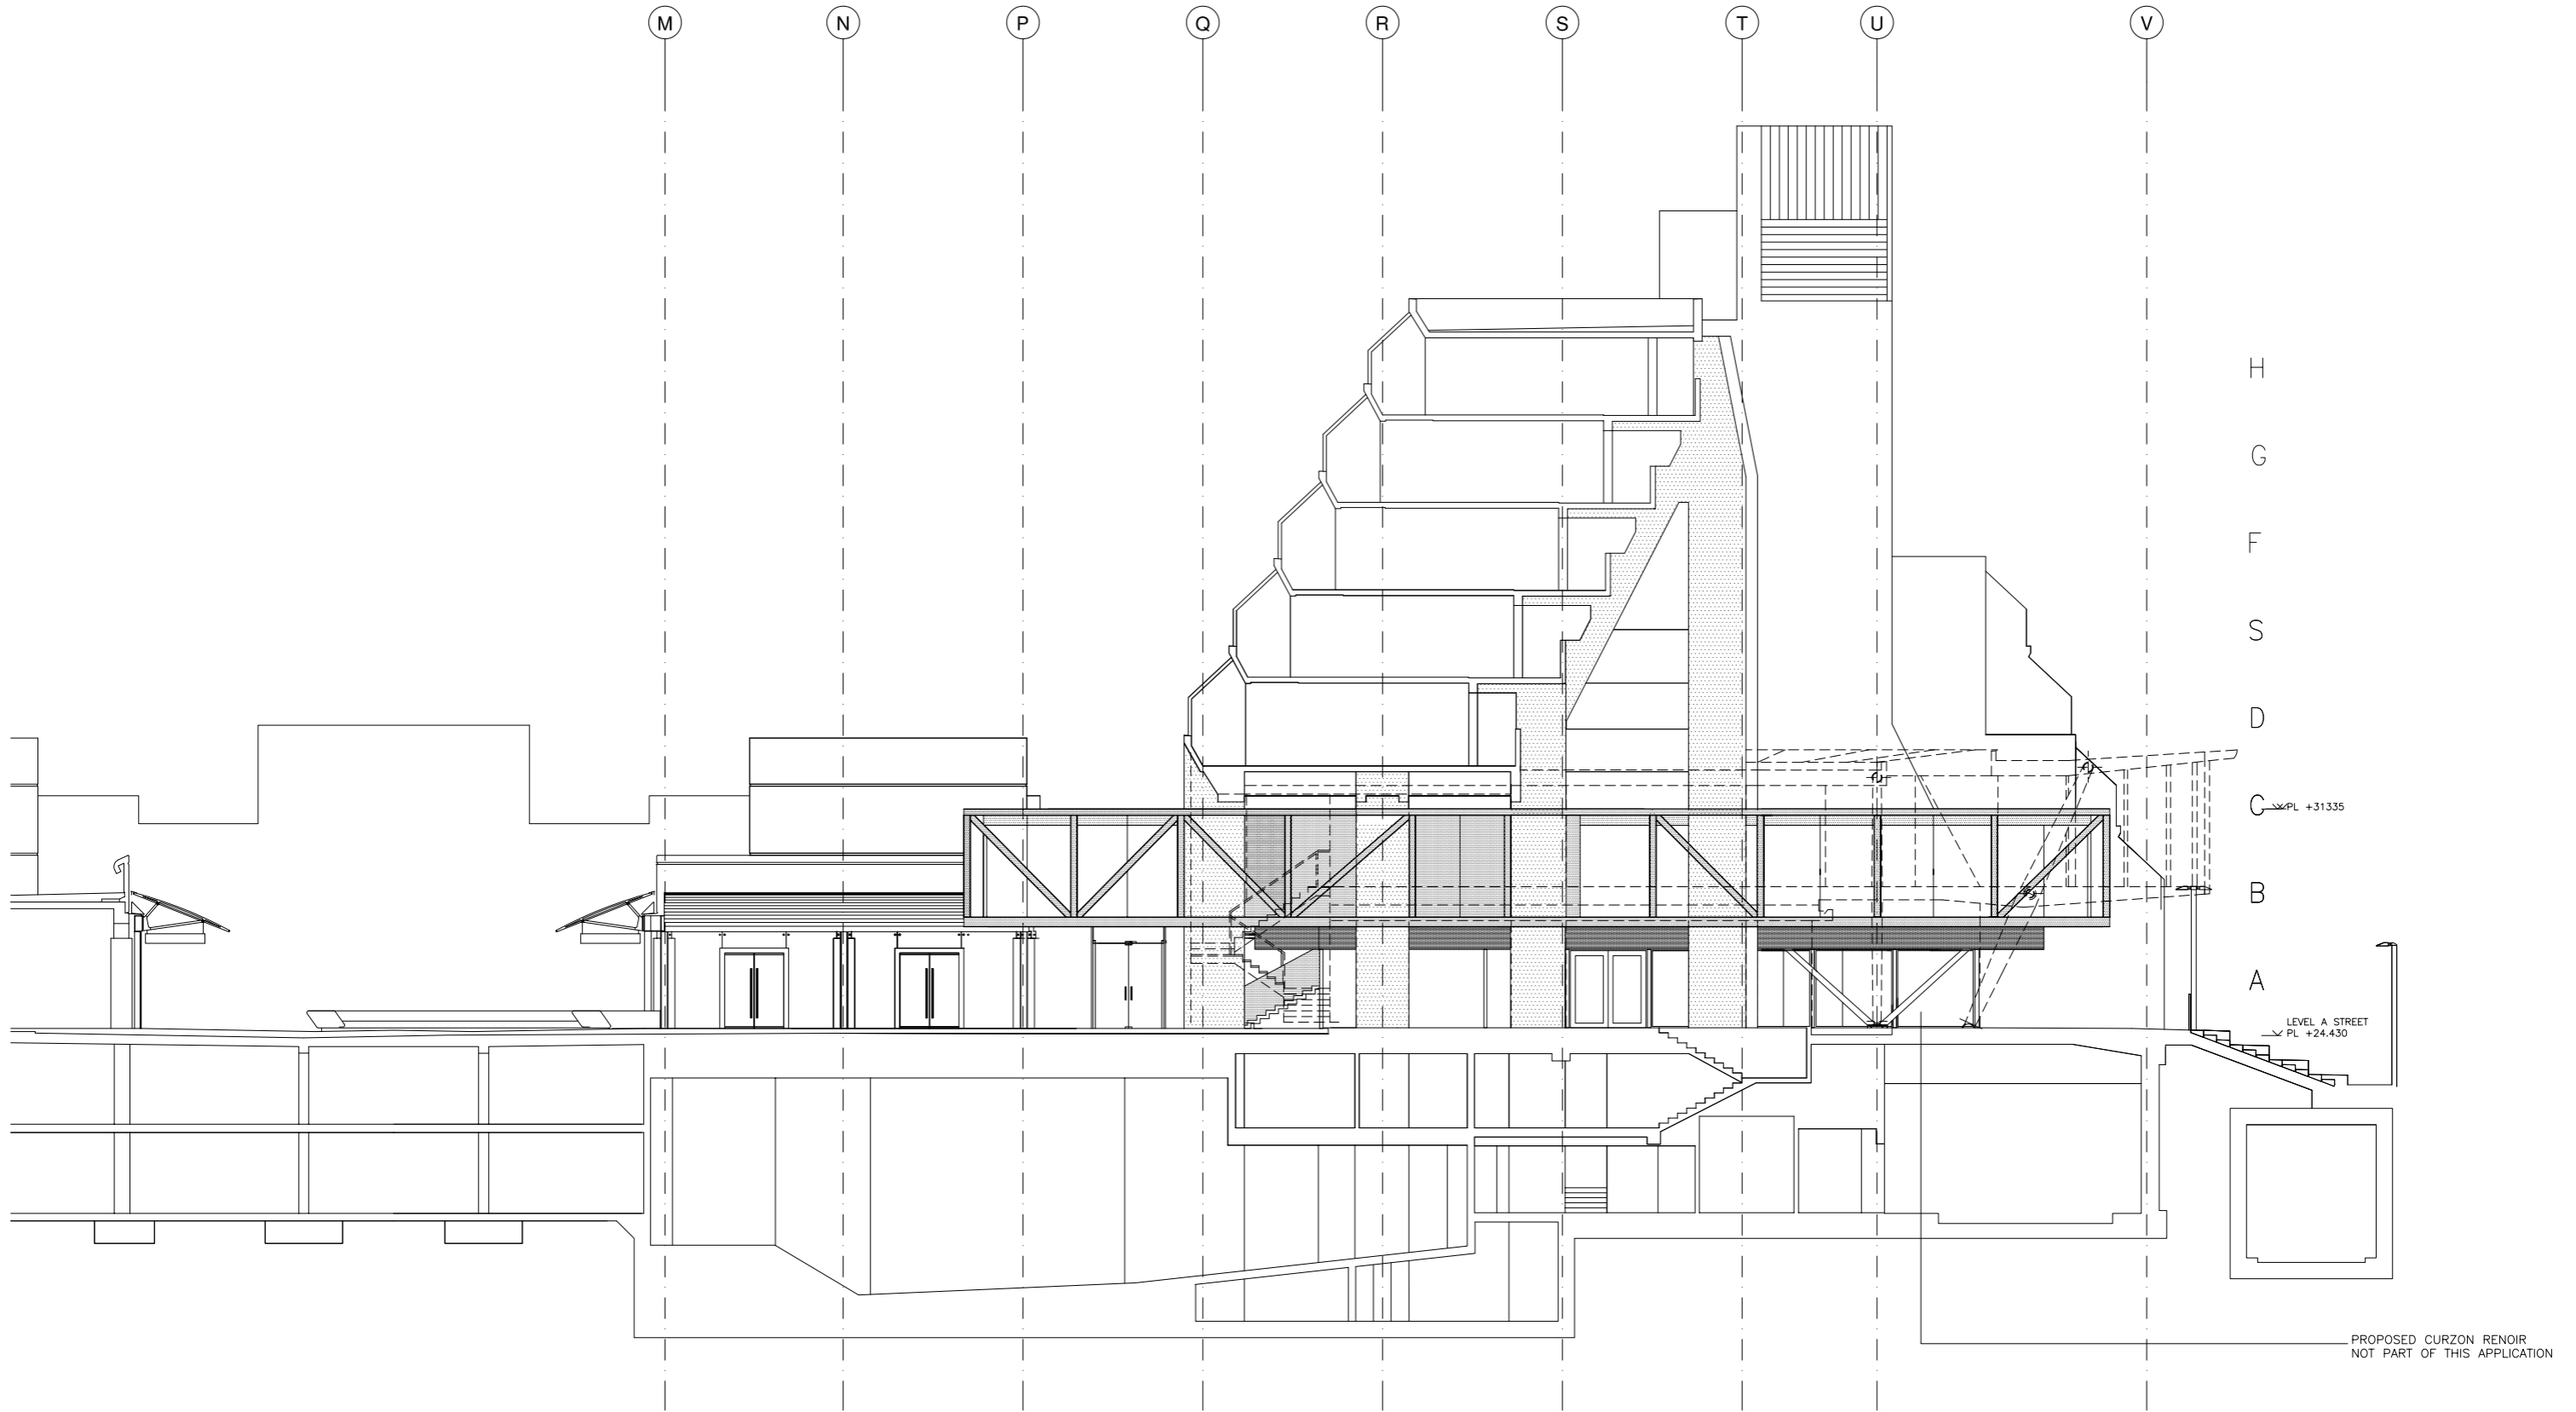 M N P Q R S T U V
H
G
F
S
D
C PL +31335
B
A
LEVEL A STREET
PL +24.430
PROPOSED CURZON RENOIR
NOT PART OF THIS APPLICATION